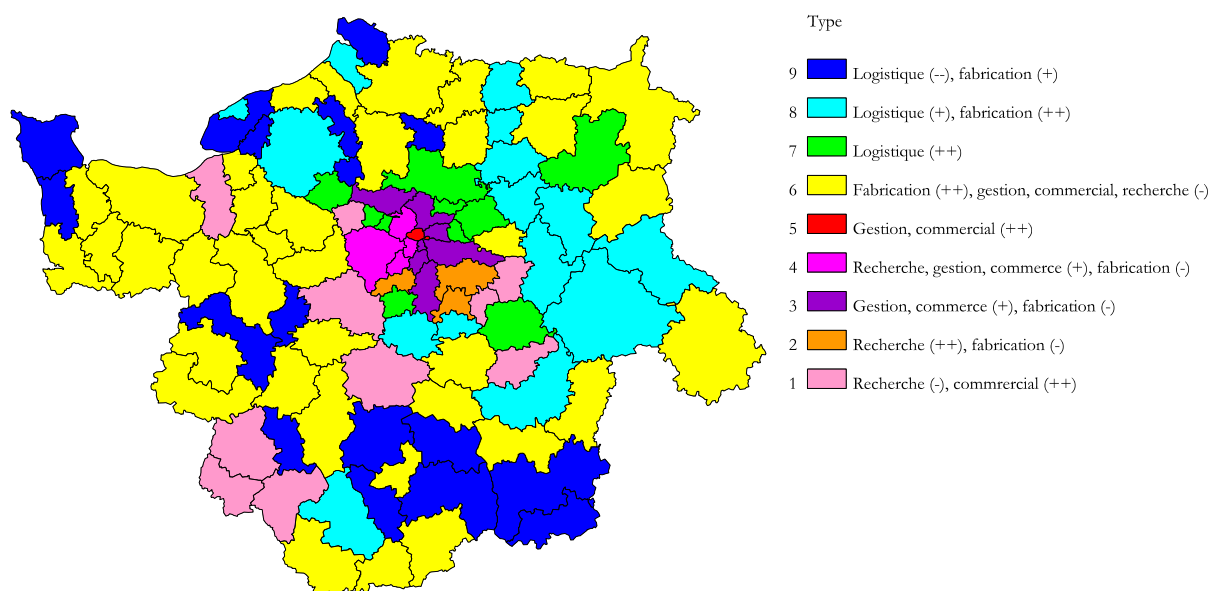 Type
9 Logistique (--), fabrication (+)
8 Logistique (+), fabrication (++)
7 Logistique (++)
6 Fabrication (++), gestion, commercial, recherche (-)
5 Gestion, commercial (++)
4 Recherche, gestion, commerce (+), fabrication (-)
3 Gestion, commerce (+), fabrication (-)
2 Recherche (++), fabrication (-)
1 Recherche (-), commrercial (++)